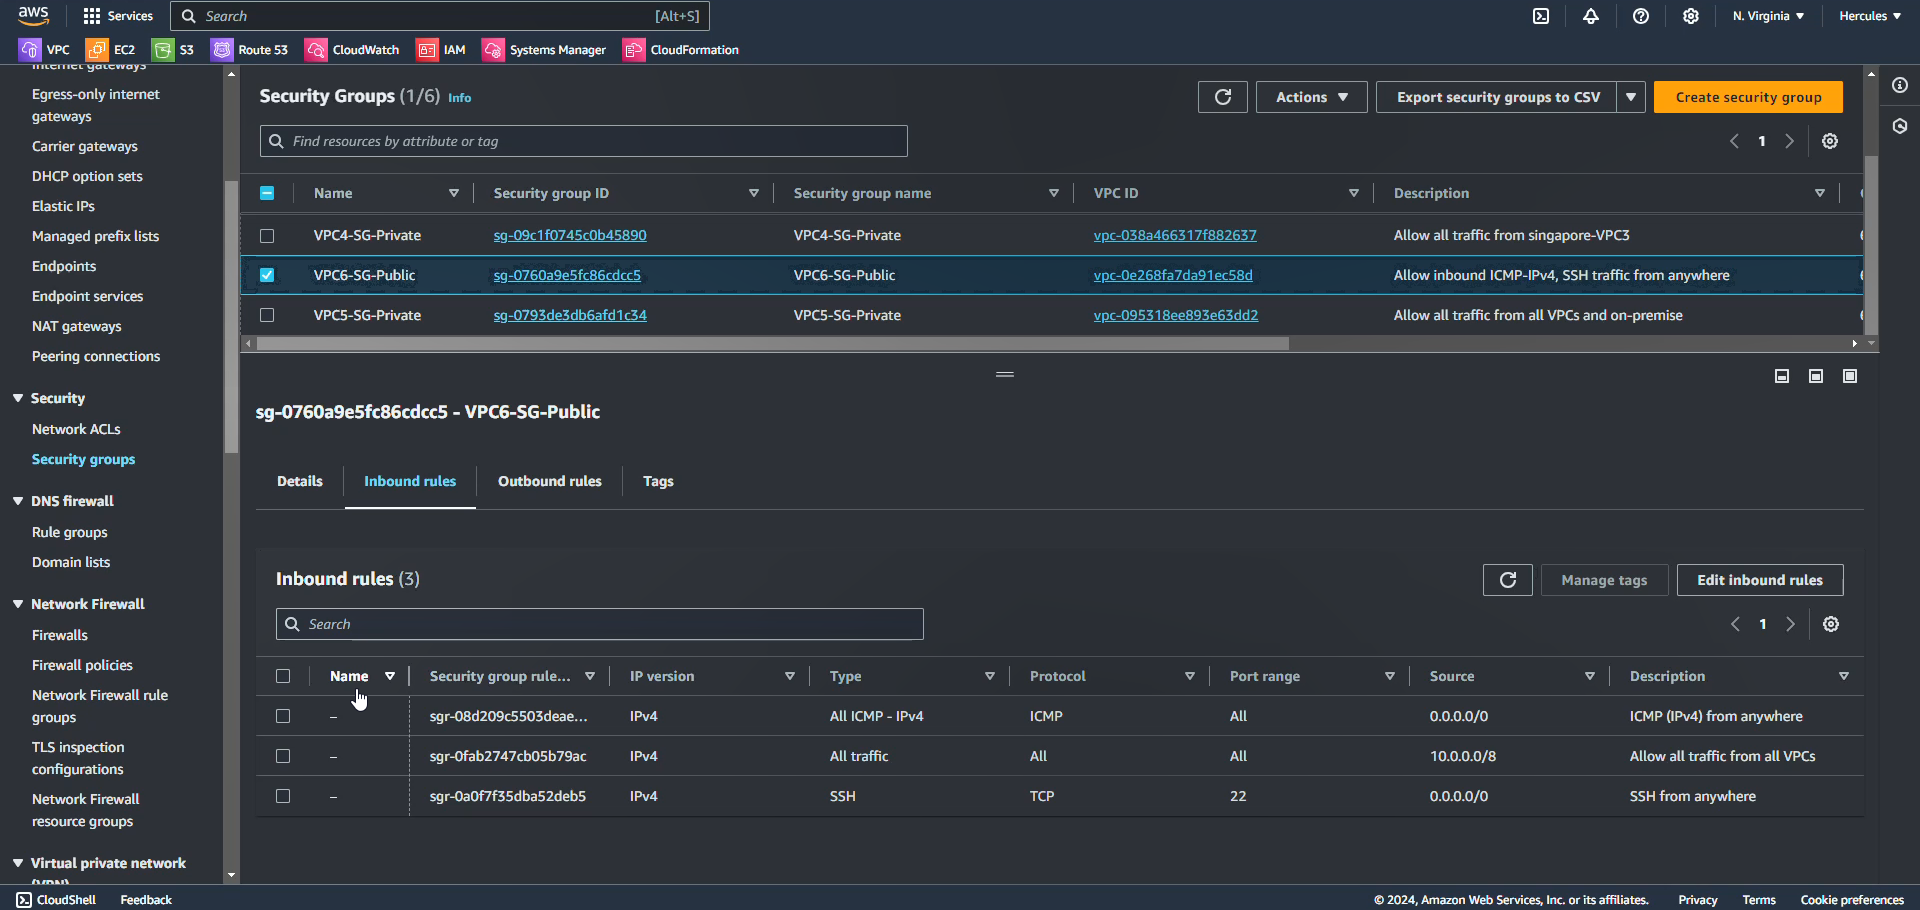 aws Services Search [Alt+S] N. Virginia Hercules
VPC EC2 S3 Route 53 CloudWatch IAM Systems Manager CloudFormation
Internet gateways
Egress-only internet
gateways
Carrier gateways
DHCP option sets
Elastic IPs
Managed prefix lists
Endpoints
Endpoint services
NAT gateways
Peering connections
Security
Network ACLs
Security groups
DNS firewall
Rule groups
Domain lists
Network Firewall
Firewalls
Firewall policies
Network Firewall rule
groups
TLS inspection
configurations
Network Firewall
resource groups
Virtual private network
(VPN)
Security Groups (1/6) Info
Actions Export security groups to CSV Create security group
Find resources by attribute or tag 1
Name Security group ID Security group name VPC ID Description
VPC4-SG-Private sg-09c1f0745c0b45890 VPC4-SG-Private vpc-038a466317f882637 Allow all traffic from singapore-VPC3
VPC6-SG-Public sg-0760a9e5fc86cdcc5 VPC6-SG-Public vpc-0e268fa7da91ec58d Allow inbound ICMP-IPv4, SSH traffic from anywhere
VPC5-SG-Private sg-0793de3db6afd1c34 VPC5-SG-Private vpc-095318ee893e63dd2 Allow all traffic from all VPCs and on-premise
sg-0760a9e5fc86cdcc5 - VPC6-SG-Public
Details Inbound rules Outbound rules Tags
Inbound rules (3) Manage tags Edit inbound rules
Search 1
Name Security group rule... IP version Type Protocol Port range Source Description
– sgr-08d209c5503deae... IPv4 All ICMP - IPv4 ICMP All 0.0.0.0/0 ICMP (IPv4) from anywhere
– sgr-0fab2747cb05b79ac IPv4 All traffic All All 10.0.0.0/8 Allow all traffic from all VPCs
– sgr-0a0f7f35dba52deb5 IPv4 SSH TCP 22 0.0.0.0/0 SSH from anywhere
CloudShell Feedback © 2024, Amazon Web Services, Inc. or its affiliates. Privacy Terms Cookie preferences